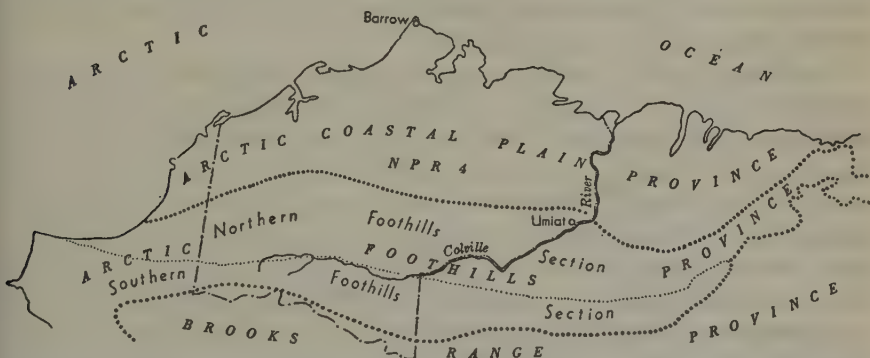 Barrow
ARCTIC OCEAN
ARCTIC COASTAL PLAIN PROVINCE
NPR 4
River
Umiat
Northern Foothills Section
Colville
ARCTIC FOOTHILLS PROVINCE
Southern Foothills Section
BROOKS RANGE PROVINCE